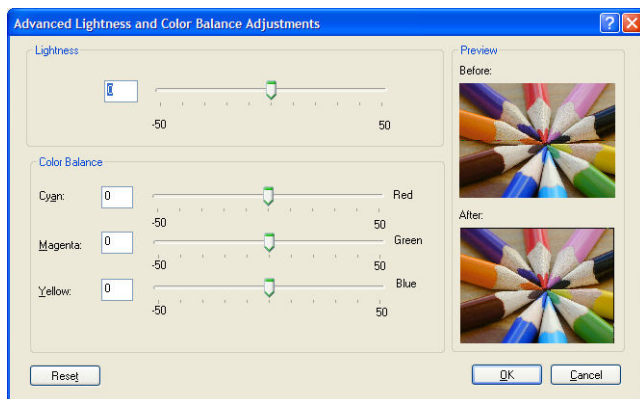 Advanced Lightness and Color Balance Adjustments
Lightness
0
-50 50
Color Balance
Cyan: 0 Red
-50 50
Magenta: 0 Green
-50 50
Yellow: 0 Blue
-50 50
Preview
Before:
After:
Reset OK Cancel